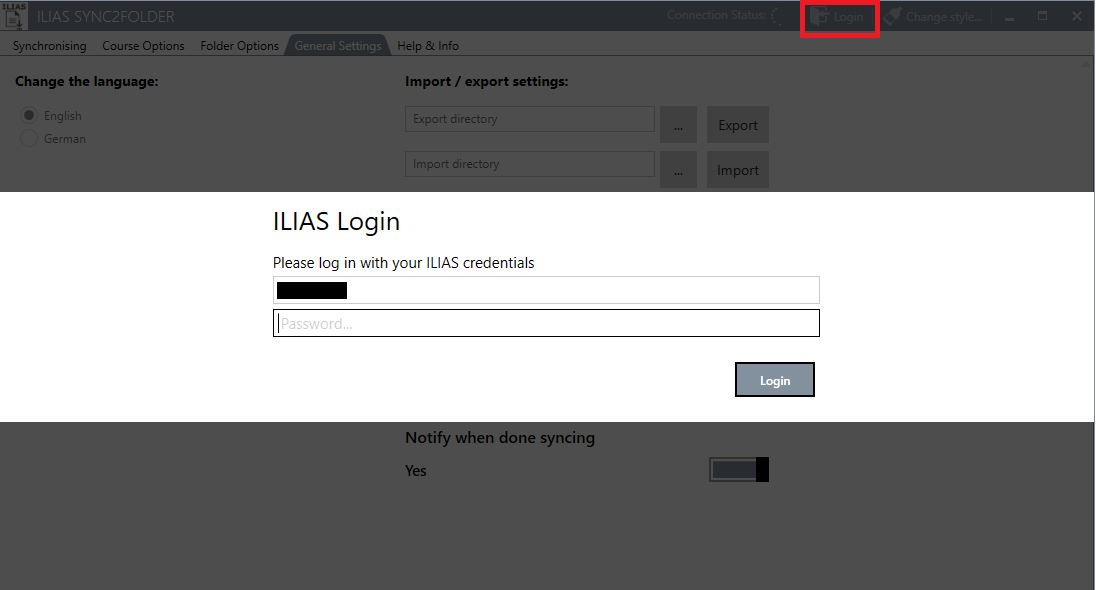 ILIAS
ILIAS SYNC2FOLDER
Connection Status:
Login
Change style...
Synchronising
Course Options
Folder Options
General Settings
Help & Info
Change the language:
Import / export settings:
English
Export directory
...
Export
German
Import directory
...
Import
ILIAS Login
Please log in with your ILIAS credentials
Password...
Login
Notify when done syncing
Yes